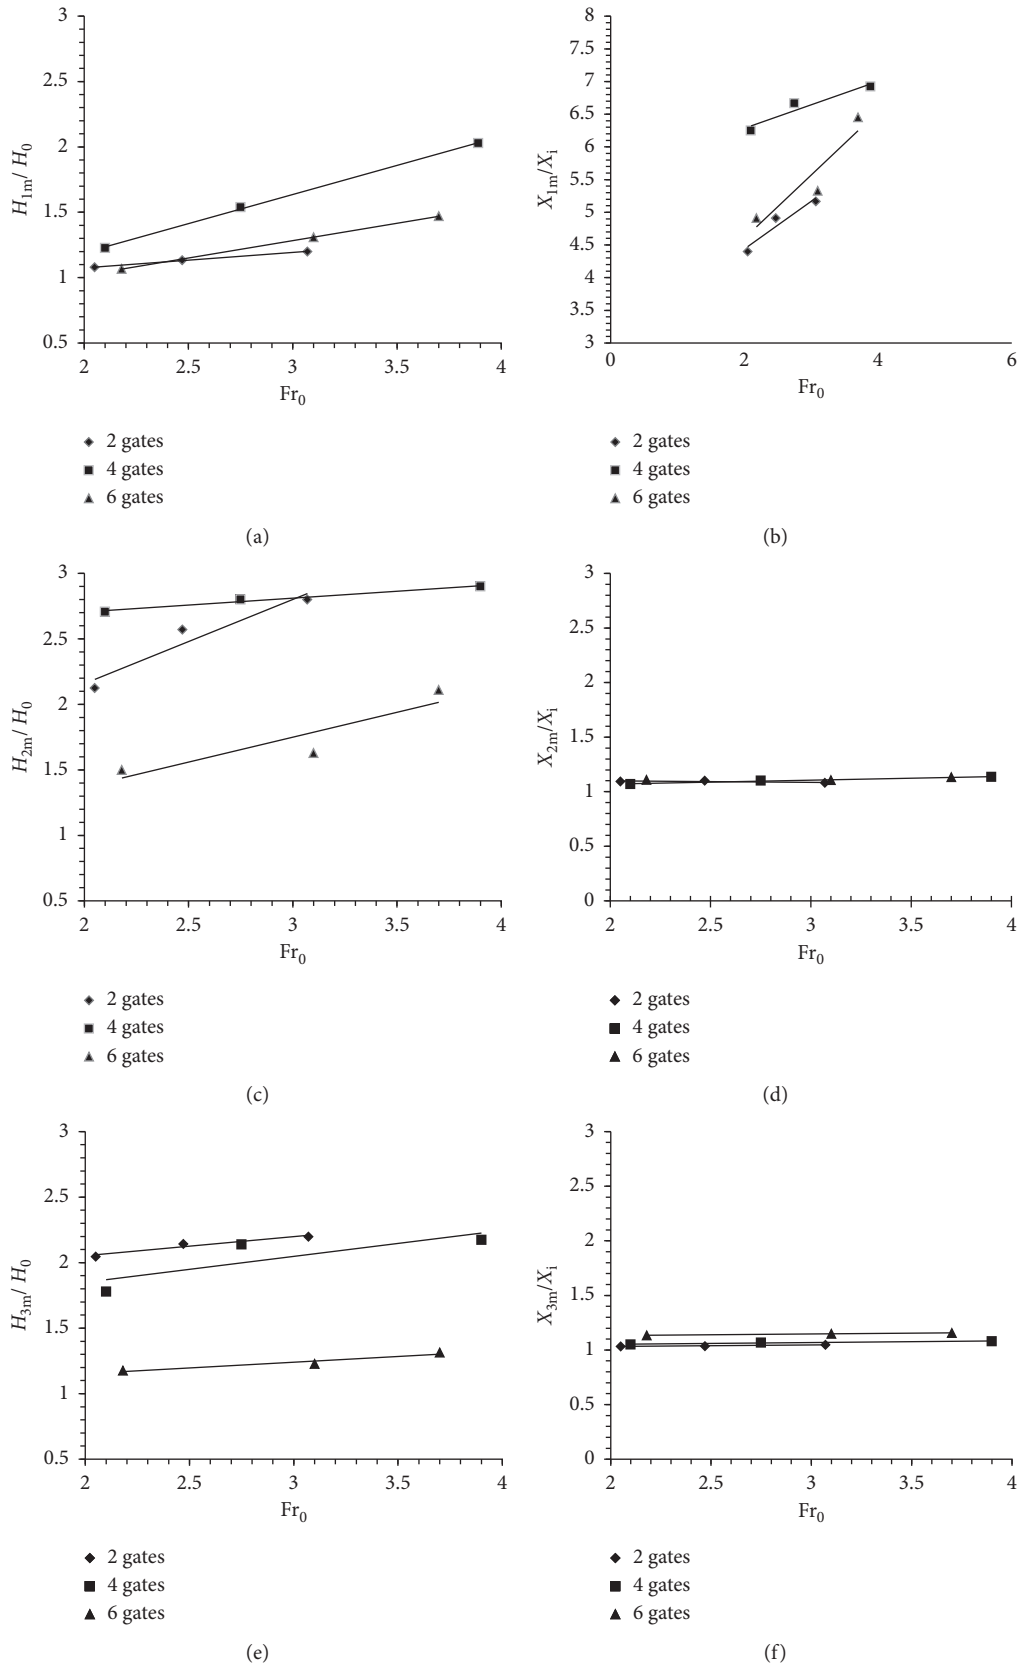 3
2.5
2
1.5
1
0.5
H1m/ H0
2 2.5 3 3.5 4
Fr0
2 gates
4 gates
6 gates
(a)
8
7.5
7
6.5
6
5.5
5
4.5
4
3.5
3
X1m/Xi
0 2 4 6
Fr0
2 gates
4 gates
6 gates
(b)
3
2.5
2
1.5
1
0.5
H2m/ H0
2 2.5 3 3.5 4
Fr0
2 gates
4 gates
6 gates
(c)
3
2.5
2
1.5
1
0.5
0
X2m/Xi
2 2.5 3 3.5 4
Fr0
2 gates
4 gates
6 gates
(d)
3
2.5
2
1.5
1
0.5
H3m/ H0
2 2.5 3 3.5 4
Fr0
2 gates
4 gates
6 gates
(e)
3
2.5
2
1.5
1
0.5
0
X3m/Xi
2 2.5 3 3.5 4
Fr0
2 gates
4 gates
6 gates
(f)